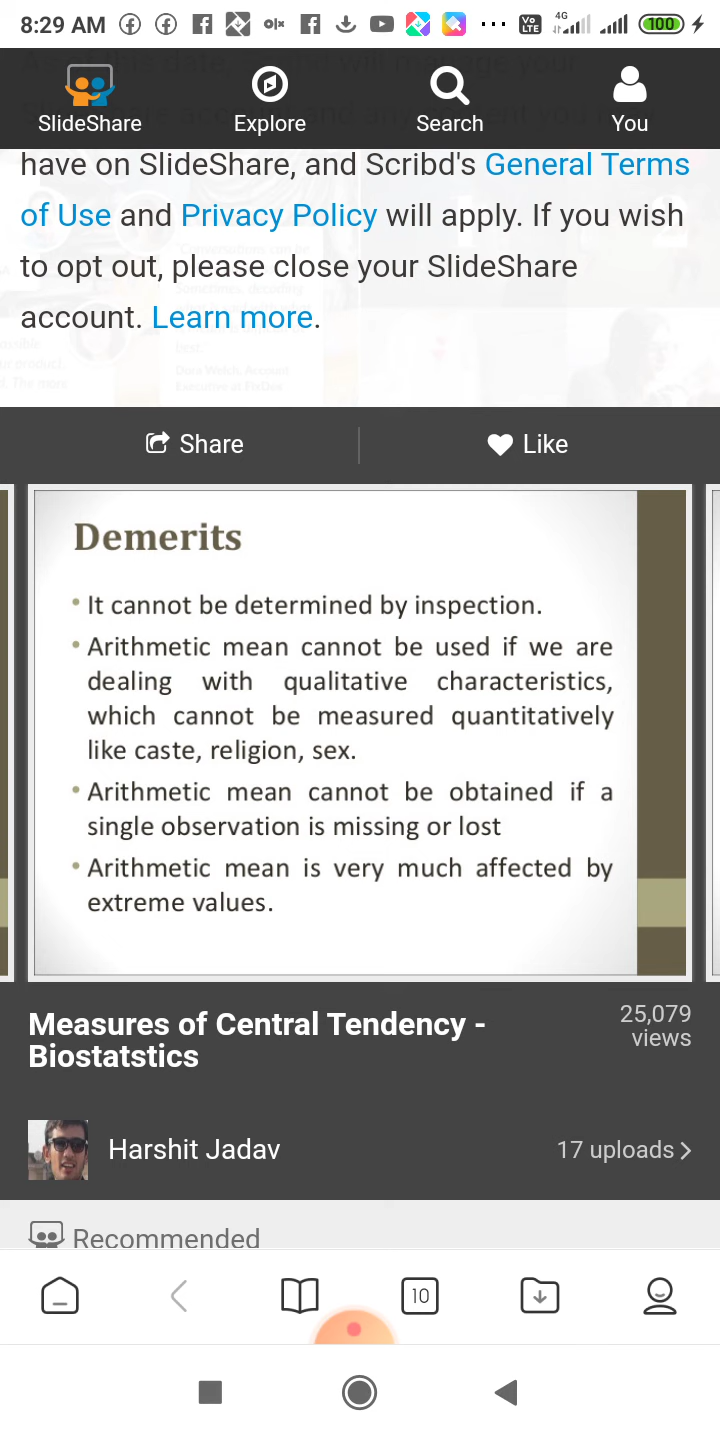 8:29 AM
Vo LTE 4G 100
SlideShare Explore Search You
have on SlideShare, and Scribd's General Terms
of Use and Privacy Policy will apply. If you wish
to opt out, please close your SlideShare
account. Learn more.
Share Like
Demerits
• It cannot be determined by inspection.
• Arithmetic mean cannot be used if we are
dealing with qualitative characteristics,
which cannot be measured quantitatively
like caste, religion, sex.
• Arithmetic mean cannot be obtained if a
single observation is missing or lost
• Arithmetic mean is very much affected by
extreme values.
Measures of Central Tendency -
Biostatstics
25,079
views
Harshit Jadav 17 uploads
Recommended
10